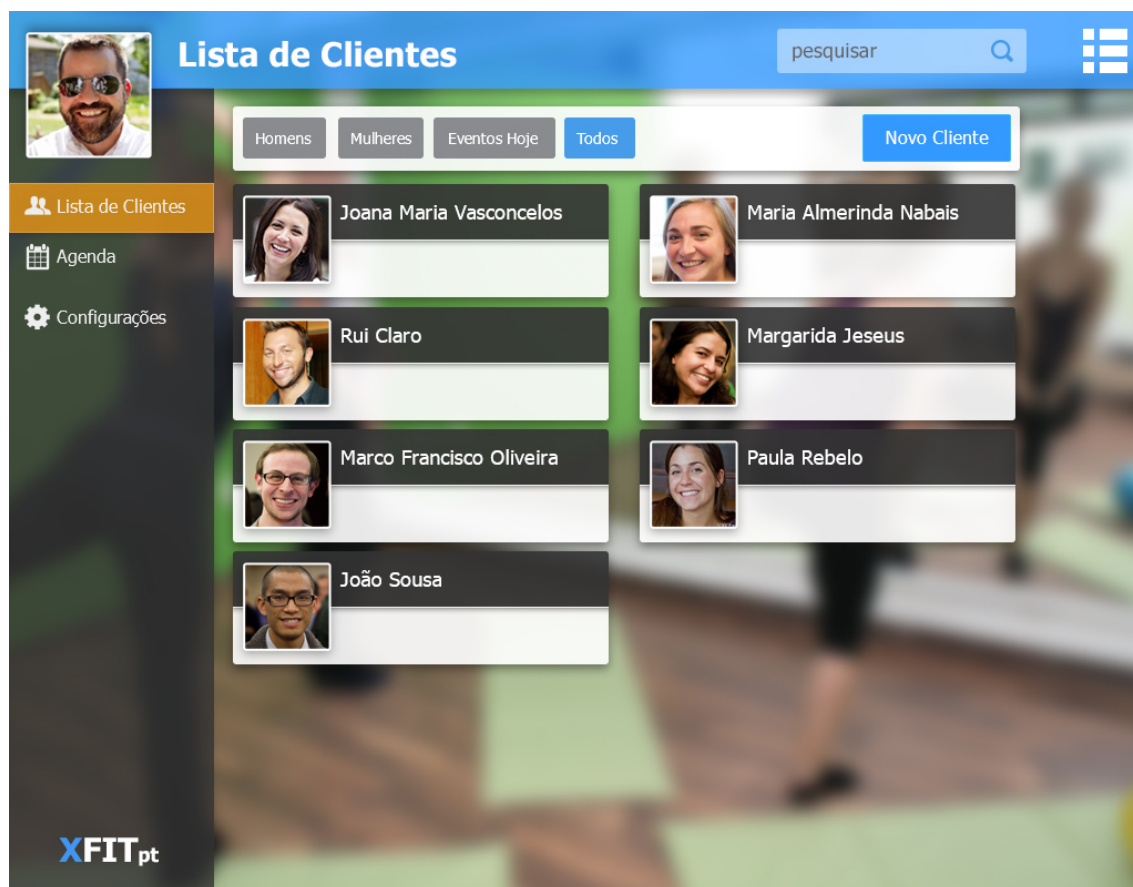 Lista de Clientes
pesquisar
Homens
Mulheres
Eventos Hoje
Todos
Novo Cliente
Lista de Clientes
Agenda
Configurações
Joana Maria Vasconcelos
Maria Almerinda Nabais
Rui Claro
Margarida Jeseus
Marco Francisco Oliveira
Paula Rebelo
João Sousa
XFITpt